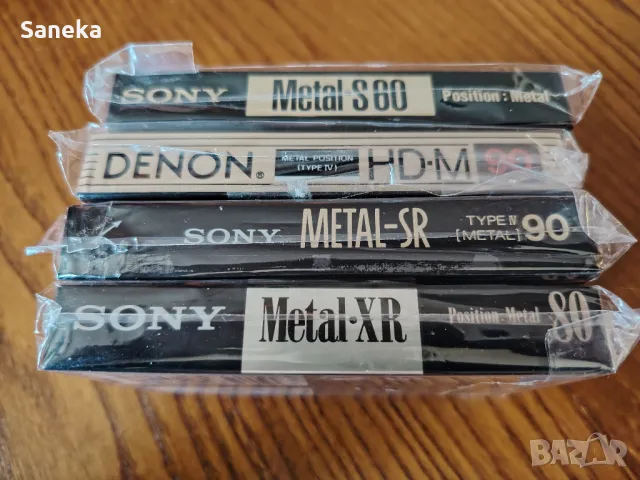 Saneka
SONY Metal S 60 Position: Metal
DENON® METAL POSITION (TYPE IV) HD·M 90
SONY METAL-SR TYPE IV [METAL] 90
SONY Metal·XR Position·Metal 80
BAZAR